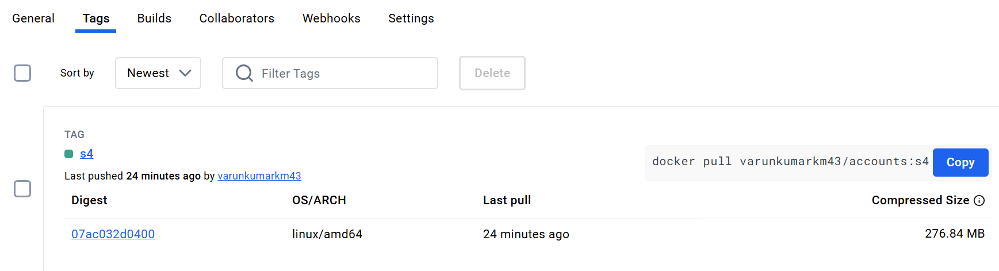 General Tags Builds Collaborators Webhooks Settings
Sort by Newest Filter Tags Delete
TAG
s4
docker pull varunkumarkm43/accounts:s4 Copy
Last pushed 24 minutes ago by varunkumarkm43
Digest OS/ARCH Last pull Compressed Size
07ac032d0400 linux/amd64 24 minutes ago 276.84 MB